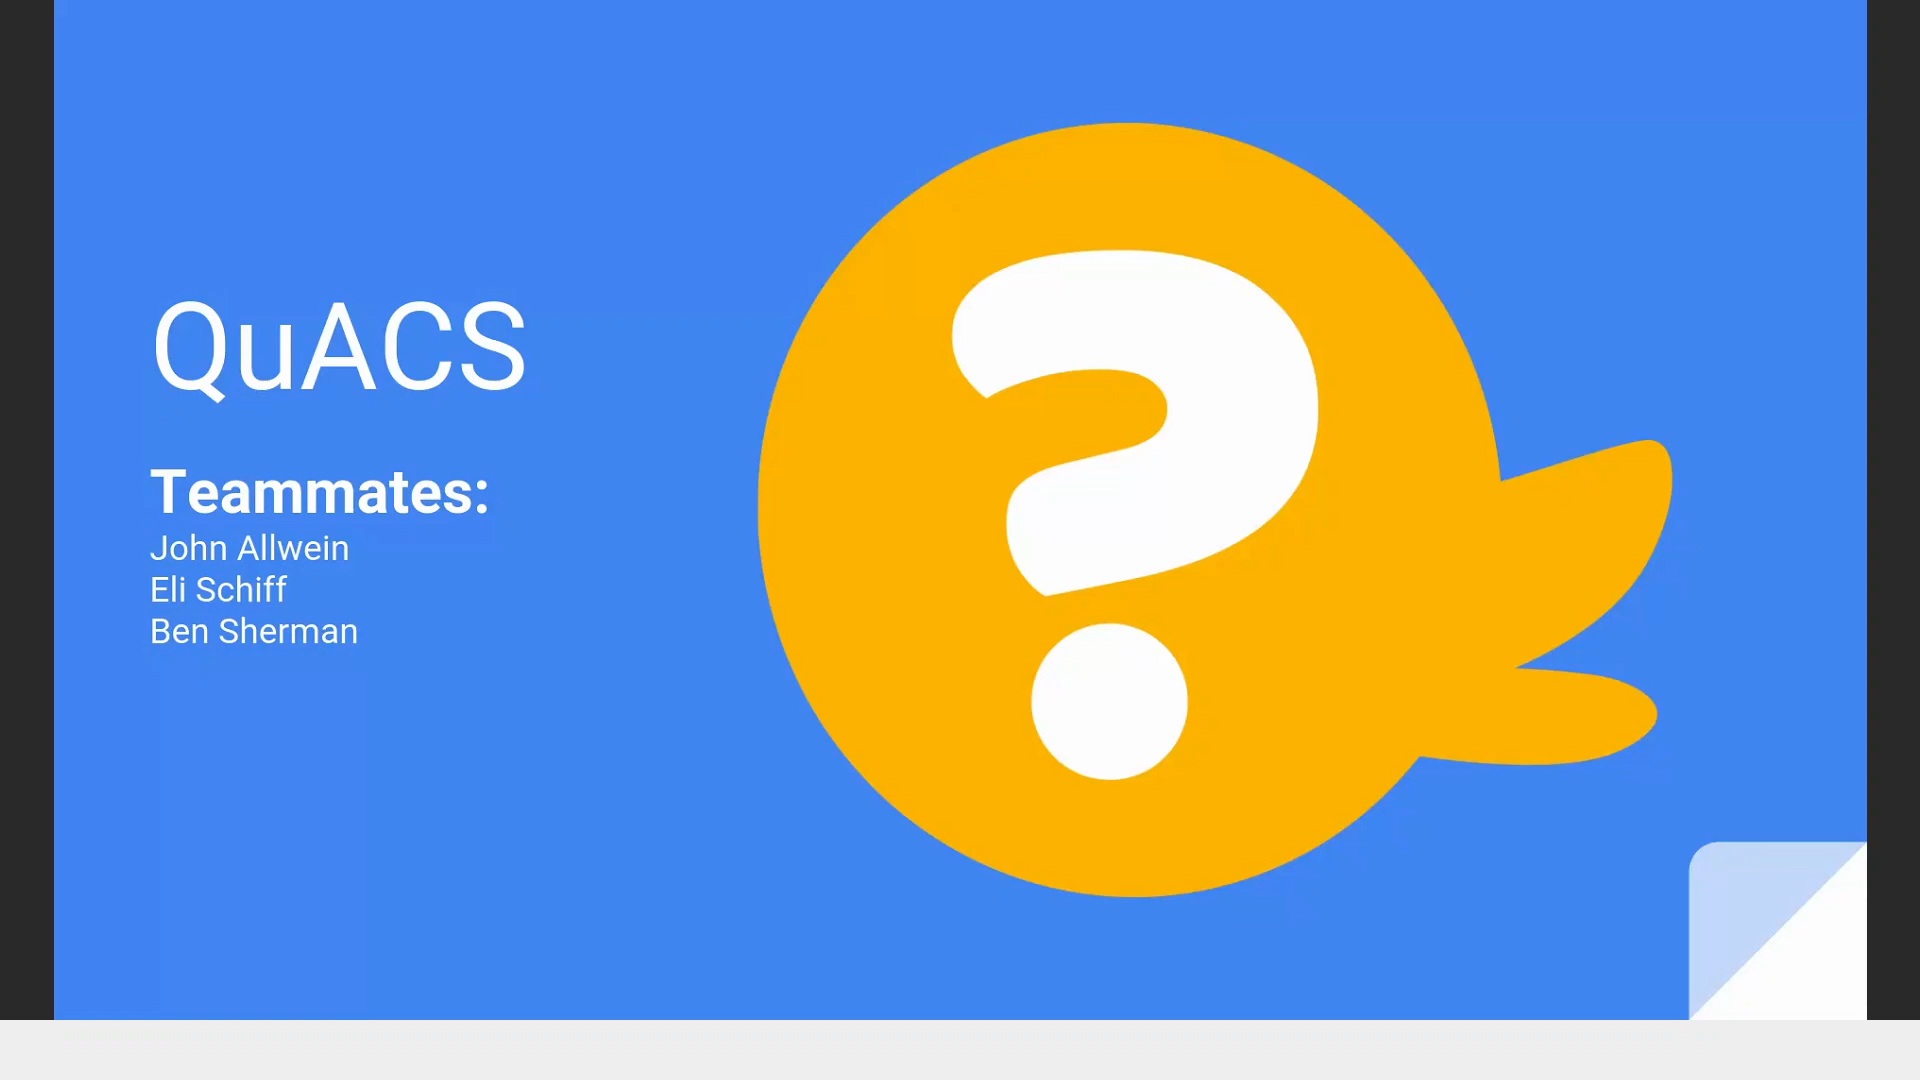 QuACS
Teammates:
John Allwein
Eli Schiff
Ben Sherman
?